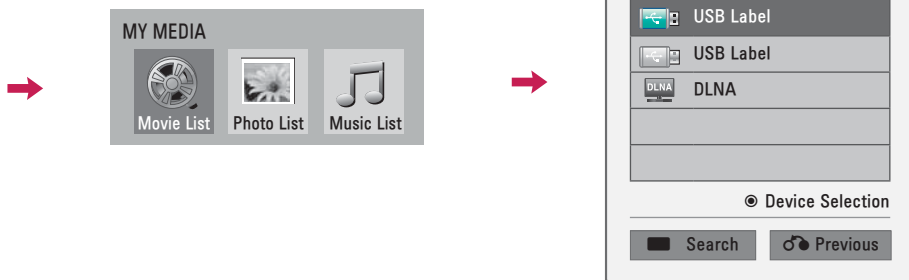 MY MEDIA
Movie List
Photo List
Music List
USB Label
USB Label
DLNA DLNA
Device Selection
Search
Previous